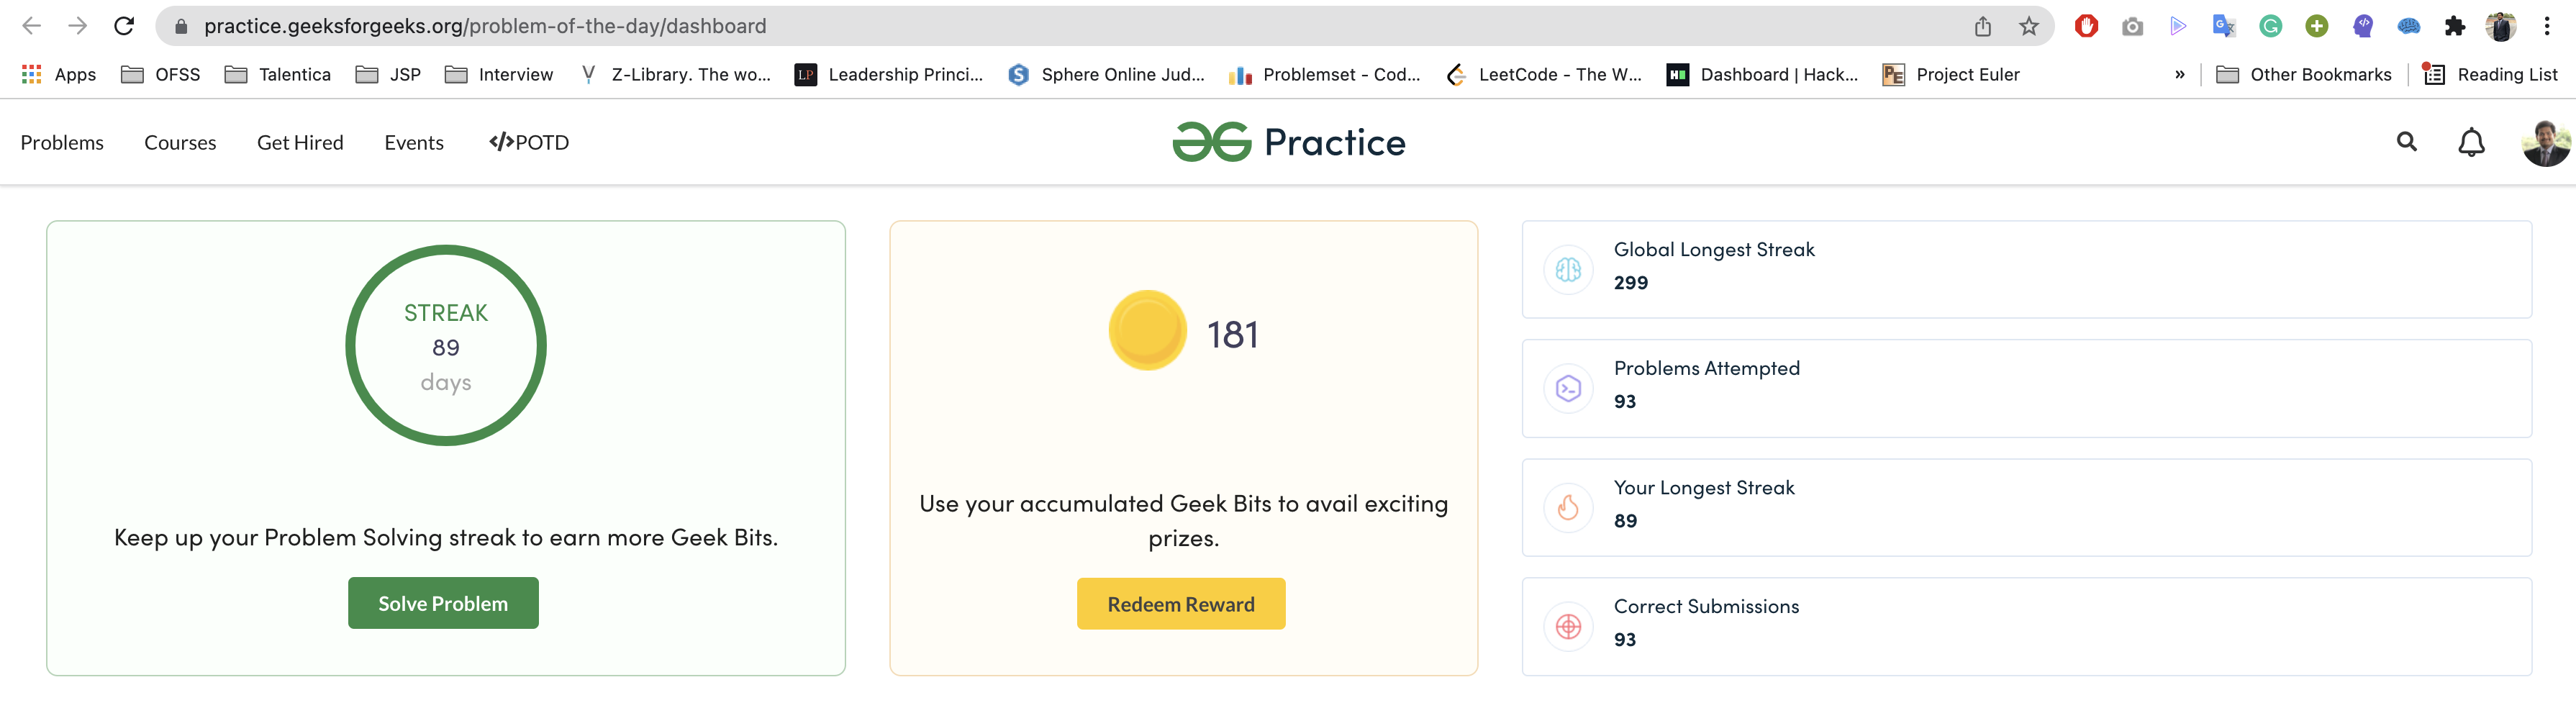 practice.geeksforgeeks.org/problem-of-the-day/dashboard
Apps OFSS Talentica JSP Interview Z-Library. The wo... LP Leadership Princi... Sphere Online Jud... Problemset - Cod... LeetCode - The W... H Dashboard | Hack... PE Project Euler » Other Bookmarks Reading List
Problems Courses Get Hired Events </>POTD Practice
STREAK
89
days
Keep up your Problem Solving streak to earn more Geek Bits.
Solve Problem
181
Use your accumulated Geek Bits to avail exciting
prizes.
Redeem Reward
Global Longest Streak
299
Problems Attempted
93
Your Longest Streak
89
Correct Submissions
93